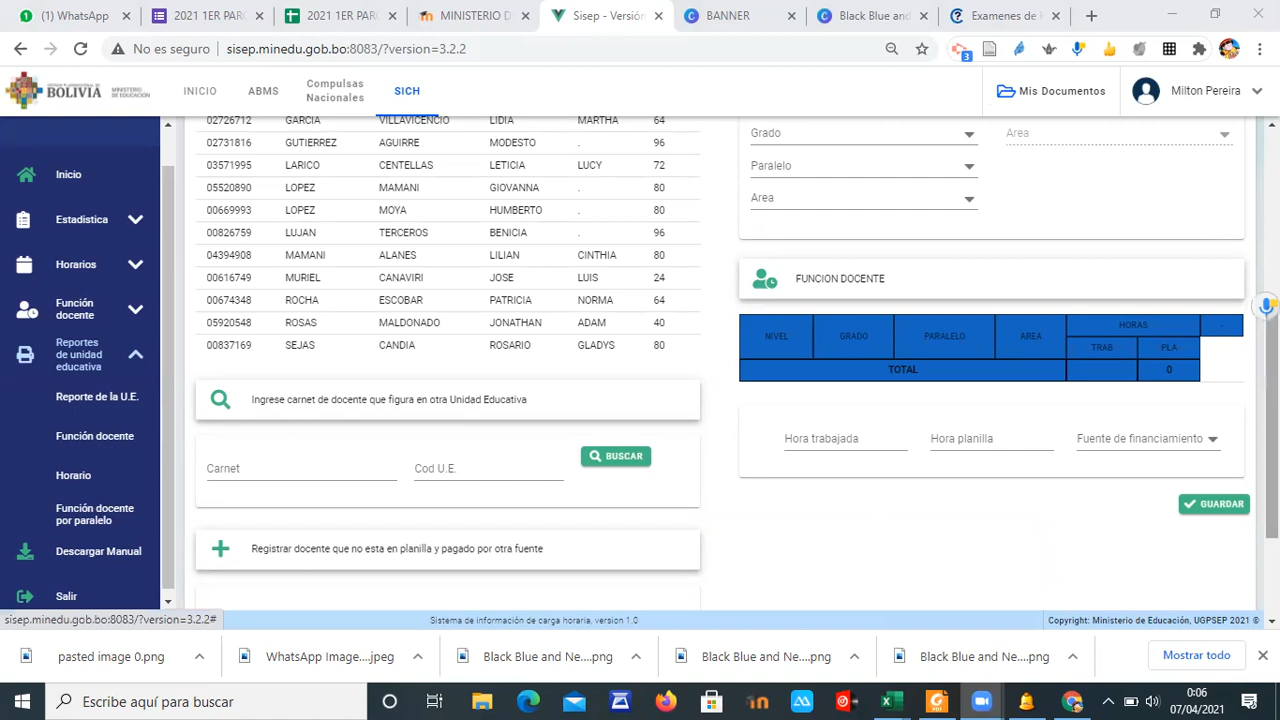 (1) WhatsApp
2021 1ER PARC
2021 1ER PARC
MINISTERIO D
Sisep - Versión
BANNER
Black Blue and
Examenes de
No es seguro
sisep.minedu.gob.bo:8083/?version=3.2.2
3
BOLIVIA
MINISTERIO DE EDUCACIÓN
INICIO
ABMS
Compulsas
Nacionales
SICH
Mis Documentos
Milton Pereira
Inicio
Estadistica
Horarios
Función
docente
Reportes
de unidad
educativa
Reporte de la U.E.
Función docente
Horario
Función docente
por paralelo
Descargar Manual
Salir
02726712 GARCIA VILLAVICENCIO LIDIA MARTHA 64
02731816 GUTIERREZ AGUIRRE MODESTO . 96
03571995 LARICO CENTELLAS LETICIA LUCY 72
05520890 LOPEZ MAMANI GIOVANNA . 80
00669993 LOPEZ MOYA HUMBERTO . 80
00826759 LUJAN TERCEROS BENICIA . 96
04394908 MAMANI ALANES LILIAN CINTHIA 80
00616749 MURIEL CANAVIRI JOSE LUIS 24
00674348 ROCHA ESCOBAR PATRICIA NORMA 64
05920548 ROSAS MALDONADO JONATHAN ADAM 40
00837169 SEJAS CANDIA ROSARIO GLADYS 80
Ingrese carnet de docente que figura en otra Unidad Educativa
Carnet
Cod U.E.
BUSCAR
Registrar docente que no esta en planilla y pagado por otra fuente
Grado
Area
Paralelo
Area
FUNCION DOCENTE
NIVEL GRADO PARALELO AREA HORAS -
TRAB PLA
TOTAL 0
Hora trabajada
Hora planilla
Fuente de financiamiento
GUARDAR
sisep.minedu.gob.bo:8083/?version=3.2.2#
Sistema de información de carga horaria, version 1.0
Copyright: Ministerio de Educación, UGPSEP 2021 ©
pasted image 0.png
WhatsApp Image....jpeg
Black Blue and Ne....png
Black Blue and Ne....png
Black Blue and Ne....png
Mostrar todo
Escribe aquí para buscar
0:06
07/04/2021